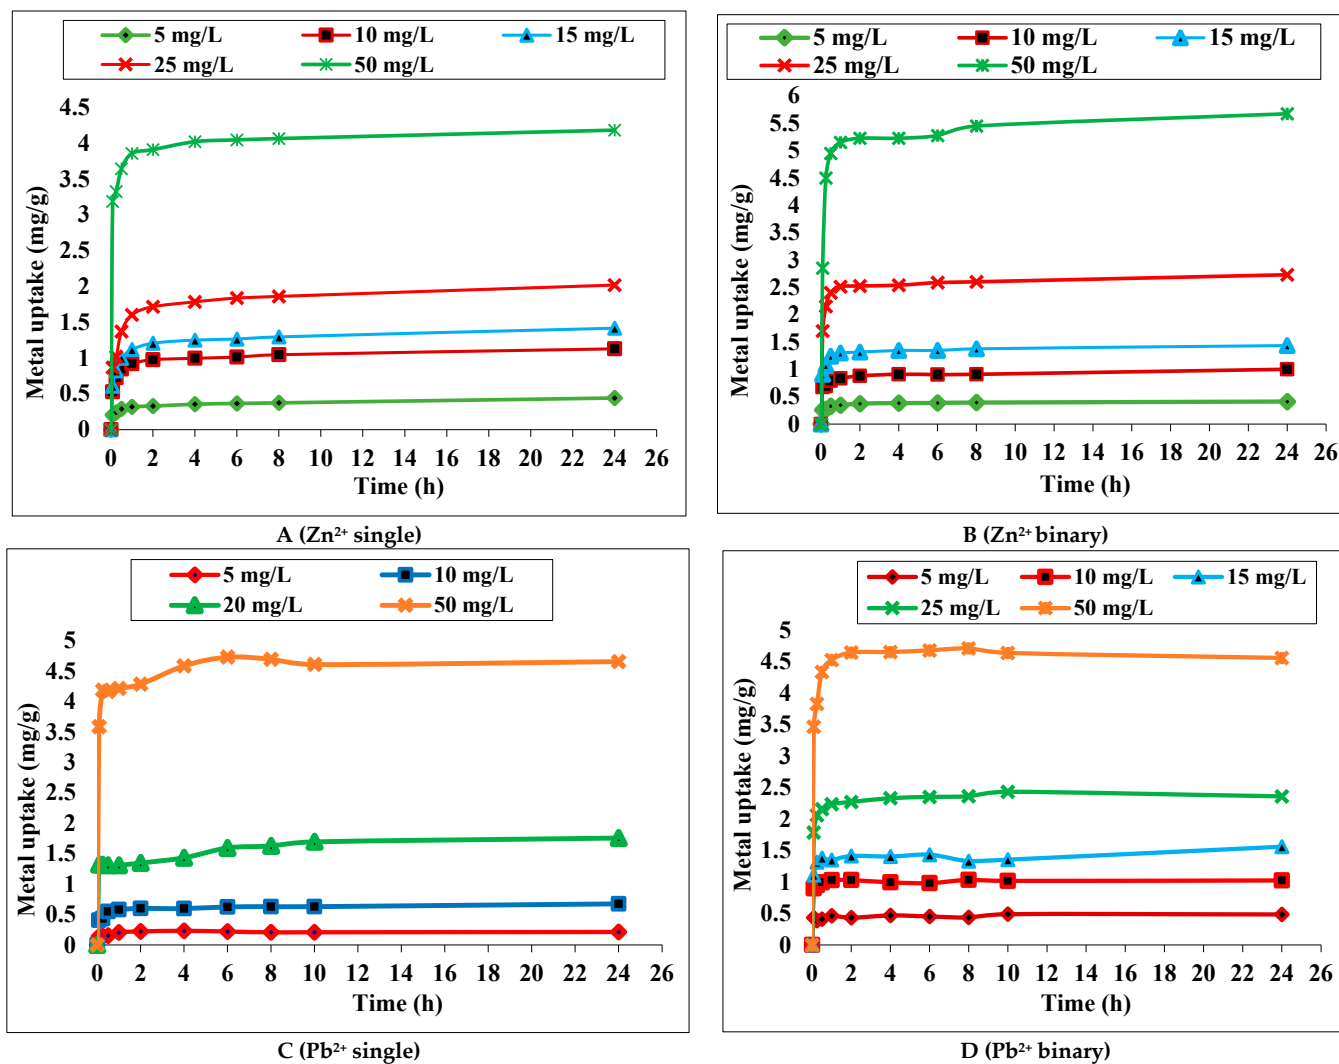 5 mg/L 10 mg/L 15 mg/L
25 mg/L 50 mg/L
4.5
4
3.5
3
2.5
2
1.5
1
0.5
0
Metal uptake (mg/g)
0 2 4 6 8 10 12 14 16 18 20 22 24 26
Time (h)
A (Zn²⁺ single)
5 mg/L 10 mg/L 15 mg/L
25 mg/L 50 mg/L
6
5.5
5
4.5
4
3.5
3
2.5
2
1.5
1
0.5
0
Metal uptake (mg/g)
0 2 4 6 8 10 12 14 16 18 20 22 24 26
Time (h)
B (Zn²⁺ binary)
5 mg/L 10 mg/L
20 mg/L 50 mg/L
5
4.5
4
3.5
3
2.5
2
1.5
1
0.5
0
Metal uptake (mg/g)
0 2 4 6 8 10 12 14 16 18 20 22 24 26
Time (h)
C (Pb²⁺ single)
5 mg/L 10 mg/L 15 mg/L
25 mg/L 50 mg/L
5
4.5
4
3.5
3
2.5
2
1.5
1
0.5
0
Metal uptake (mg/g)
0 2 4 6 8 10 12 14 16 18 20 22 24 26
Time (h)
D (Pb²⁺ binary)